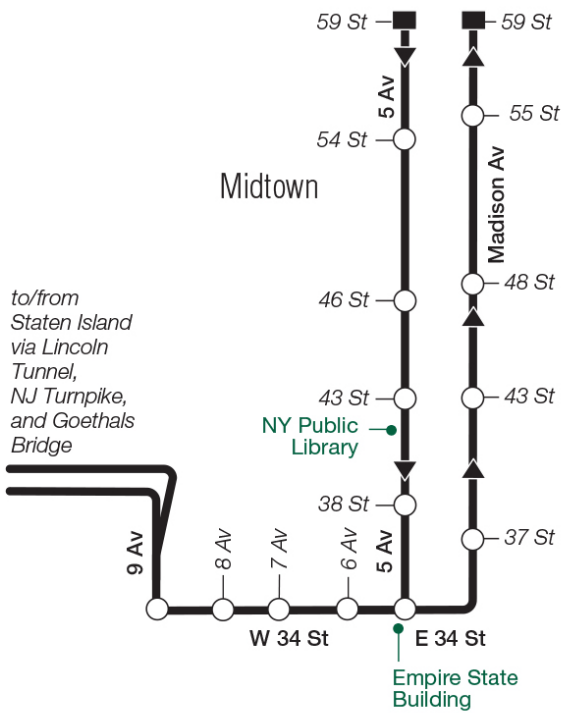 59 St
59 St
5 Av
55 St
54 St
Madison Av
Midtown
48 St
to/from
Staten Island
via Lincoln
Tunnel,
NJ Turnpike,
and Goethals
Bridge
46 St
43 St
43 St
NY Public
Library
38 St
37 St
9 Av
8 Av
7 Av
6 Av
5 Av
W 34 St
E 34 St
Empire State
Building